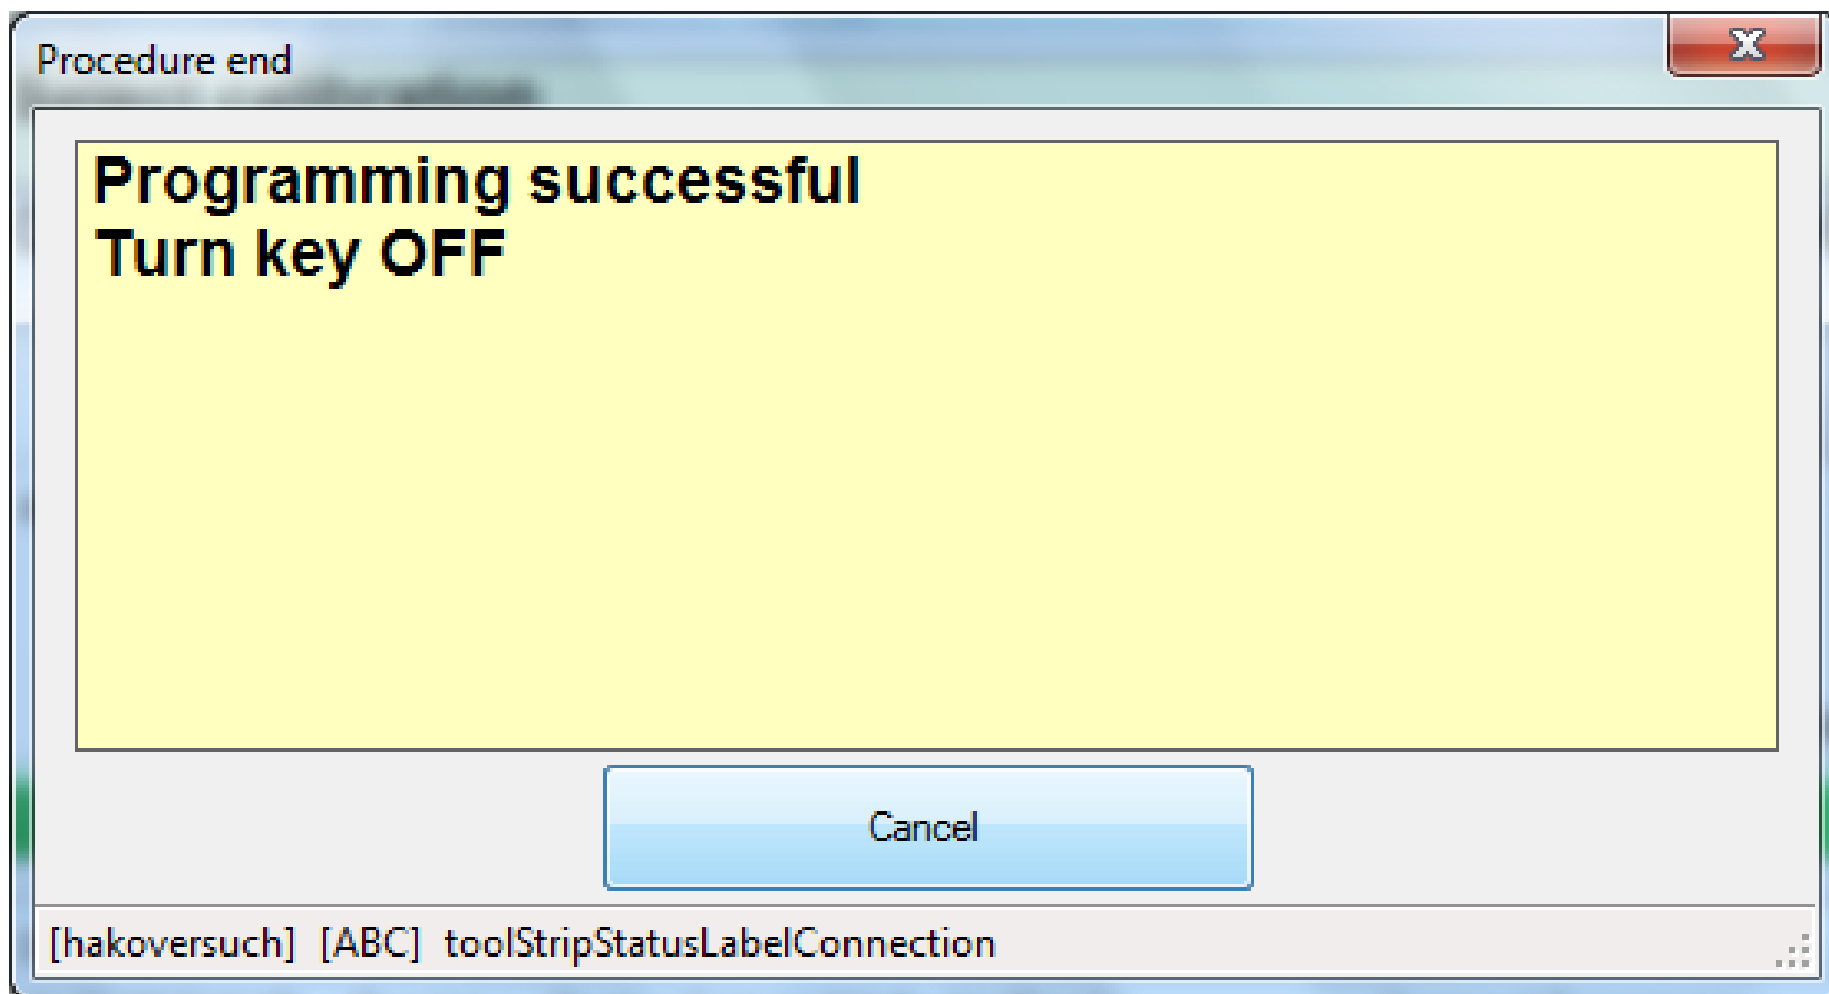 Procedure end
Programming successful
Turn key OFF
Cancel
[hakoversuch] [ABC] toolStripStatusLabelConnection